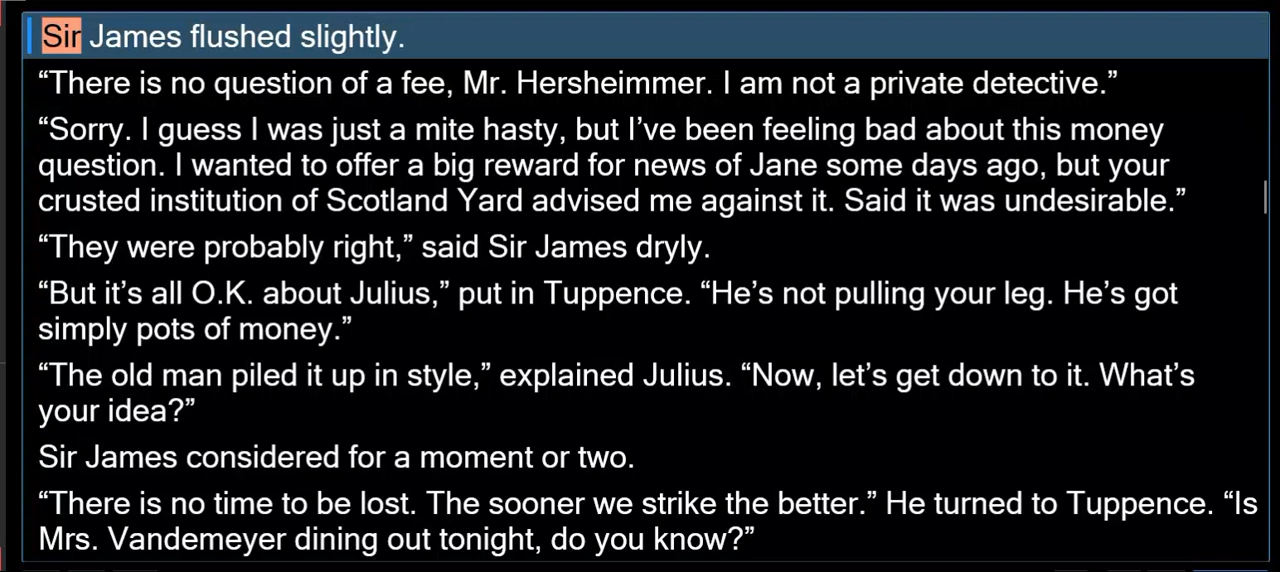 Sir James flushed slightly.
“There is no question of a fee, Mr. Hersheimmer. I am not a private detective.”
“Sorry. I guess I was just a mite hasty, but I’ve been feeling bad about this money
question. I wanted to offer a big reward for news of Jane some days ago, but your
crusted institution of Scotland Yard advised me against it. Said it was undesirable.”
“They were probably right,” said Sir James dryly.
“But it’s all O.K. about Julius,” put in Tuppence. “He’s not pulling your leg. He’s got
simply pots of money.”
“The old man piled it up in style,” explained Julius. “Now, let’s get down to it. What’s
your idea?”
Sir James considered for a moment or two.
“There is no time to be lost. The sooner we strike the better.” He turned to Tuppence. “Is
Mrs. Vandemeyer dining out tonight, do you know?”